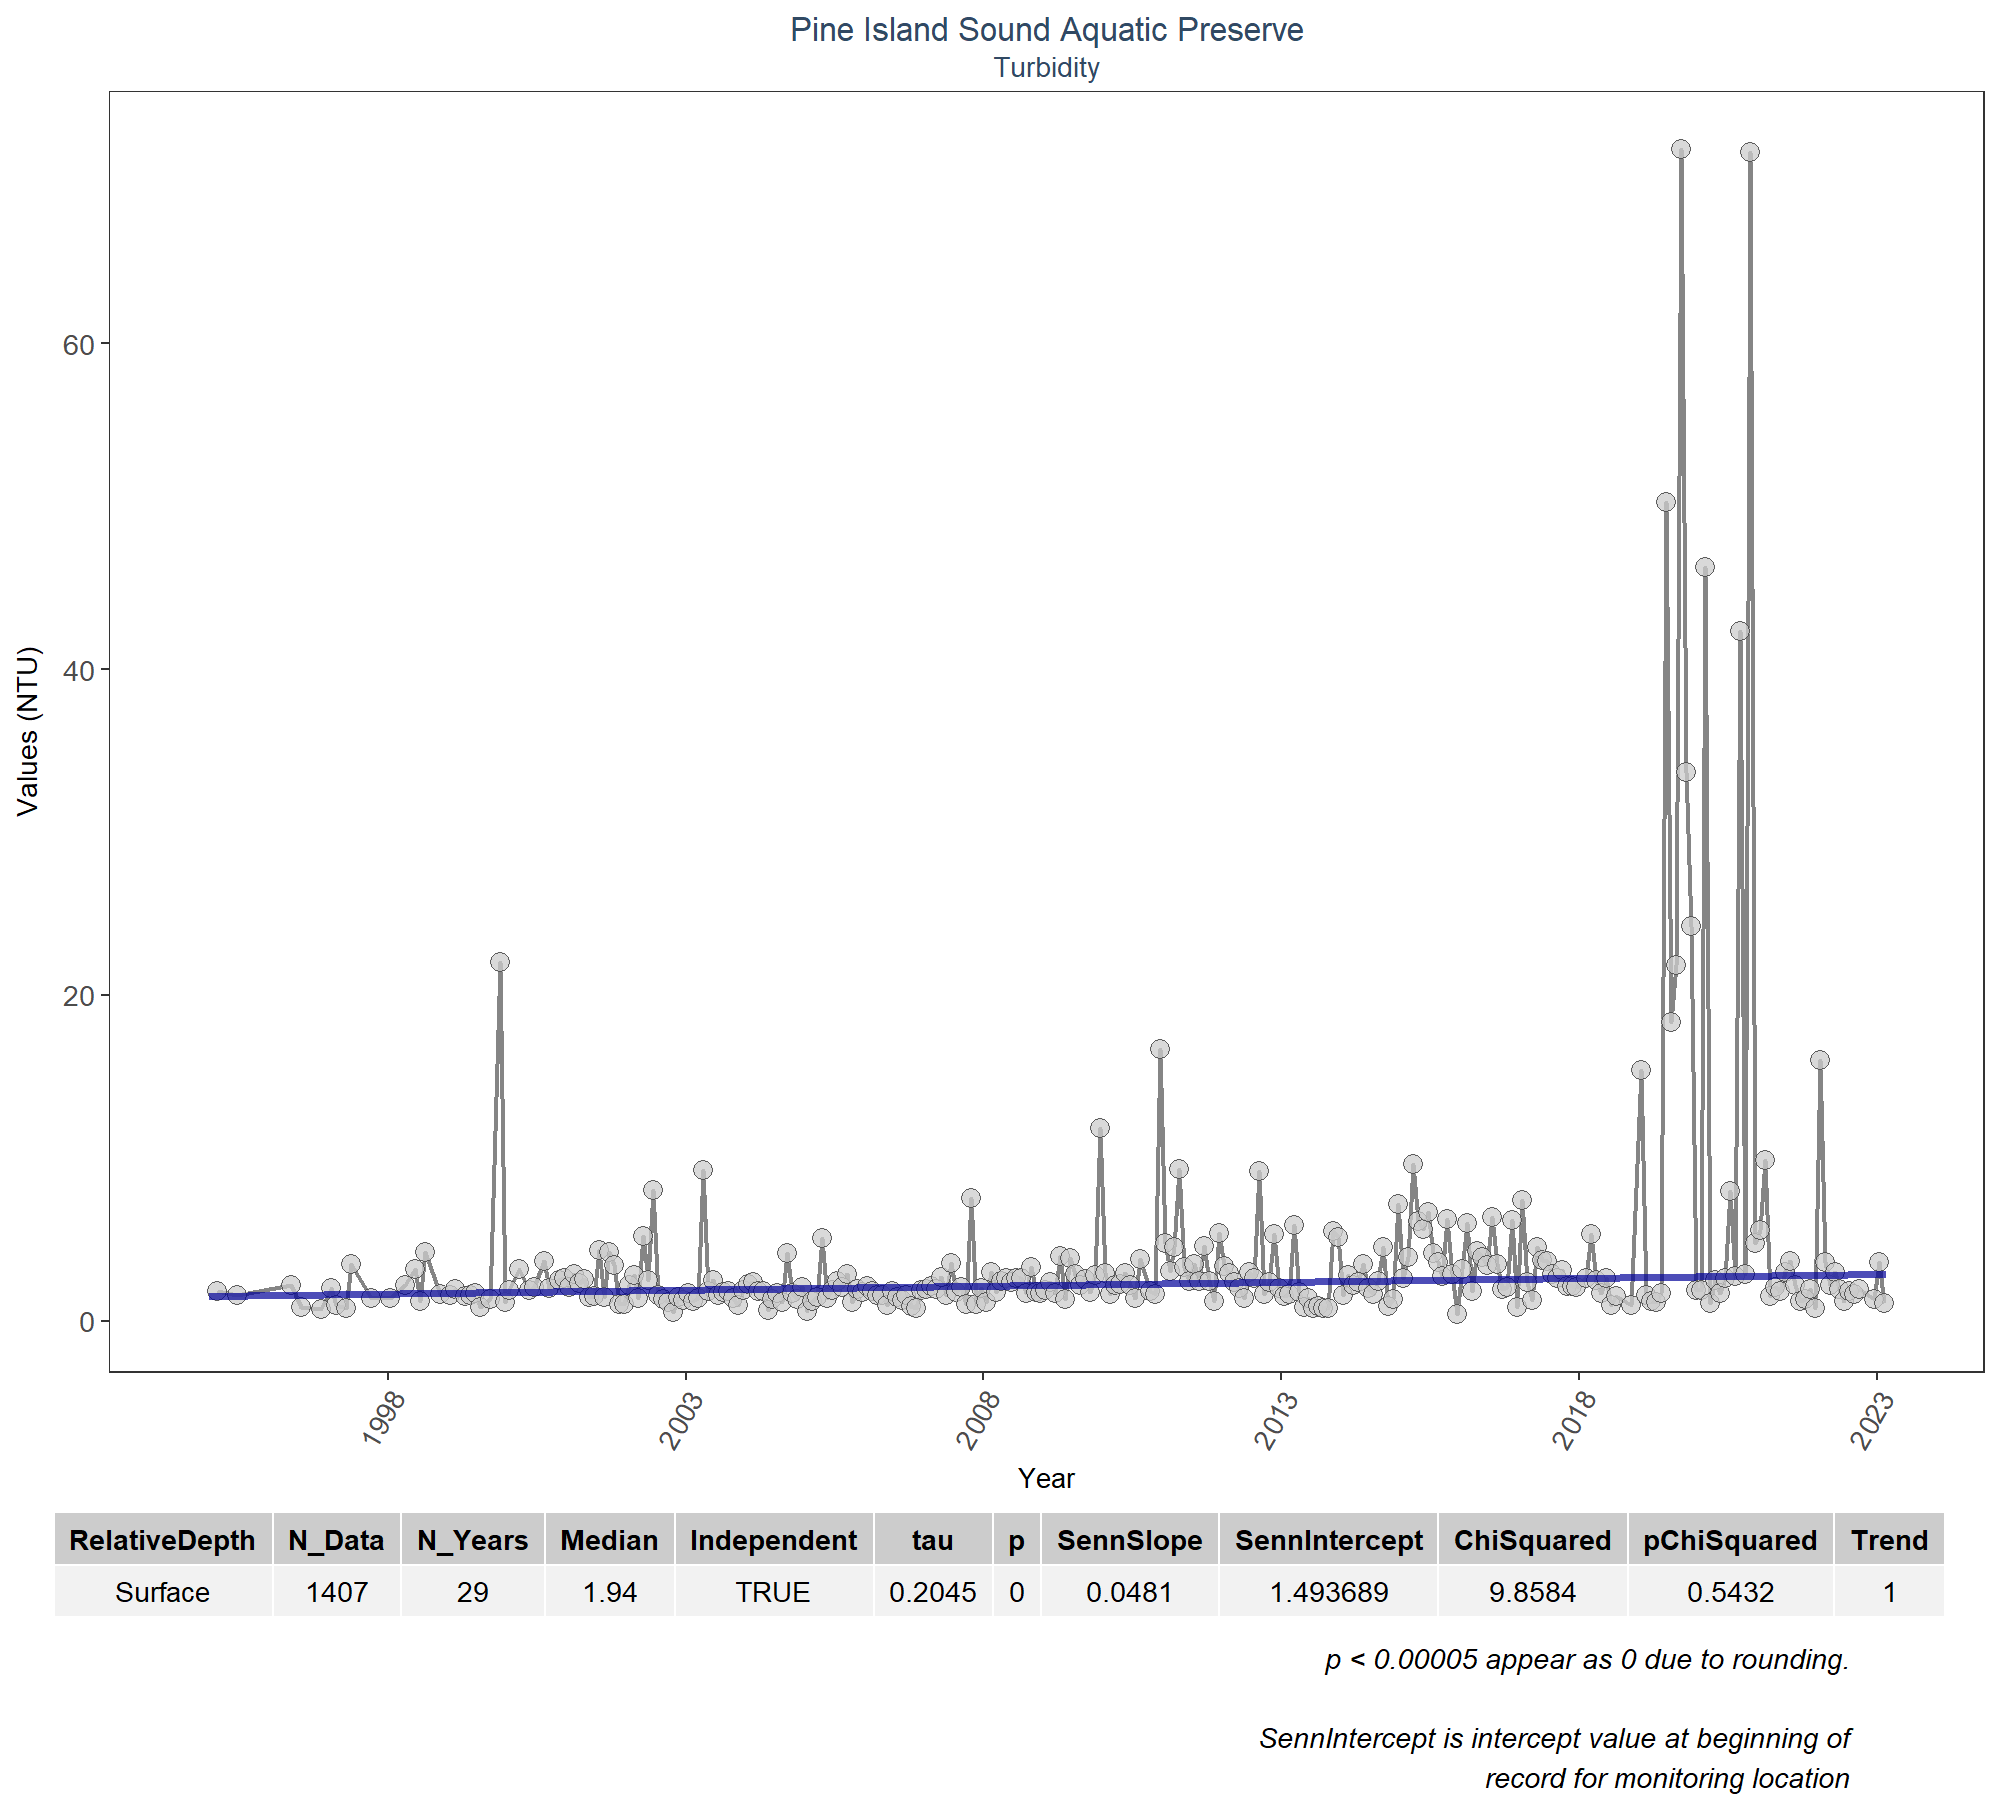 Pine Island Sound Aquatic Preserve
Turbidity
Values (NTU)
60
40
20
0
1998 2003 2008 2013 2018 2023
Year
RelativeDepth N_Data N_Years Median Independent tau p SennSlope SennIntercept ChiSquared pChiSquared Trend
Surface 1407 29 1.94 TRUE 0.2045 0 0.0481 1.493689 9.8584 0.5432 1
p < 0.00005 appear as 0 due to rounding.
SennIntercept is intercept value at beginning of
record for monitoring location